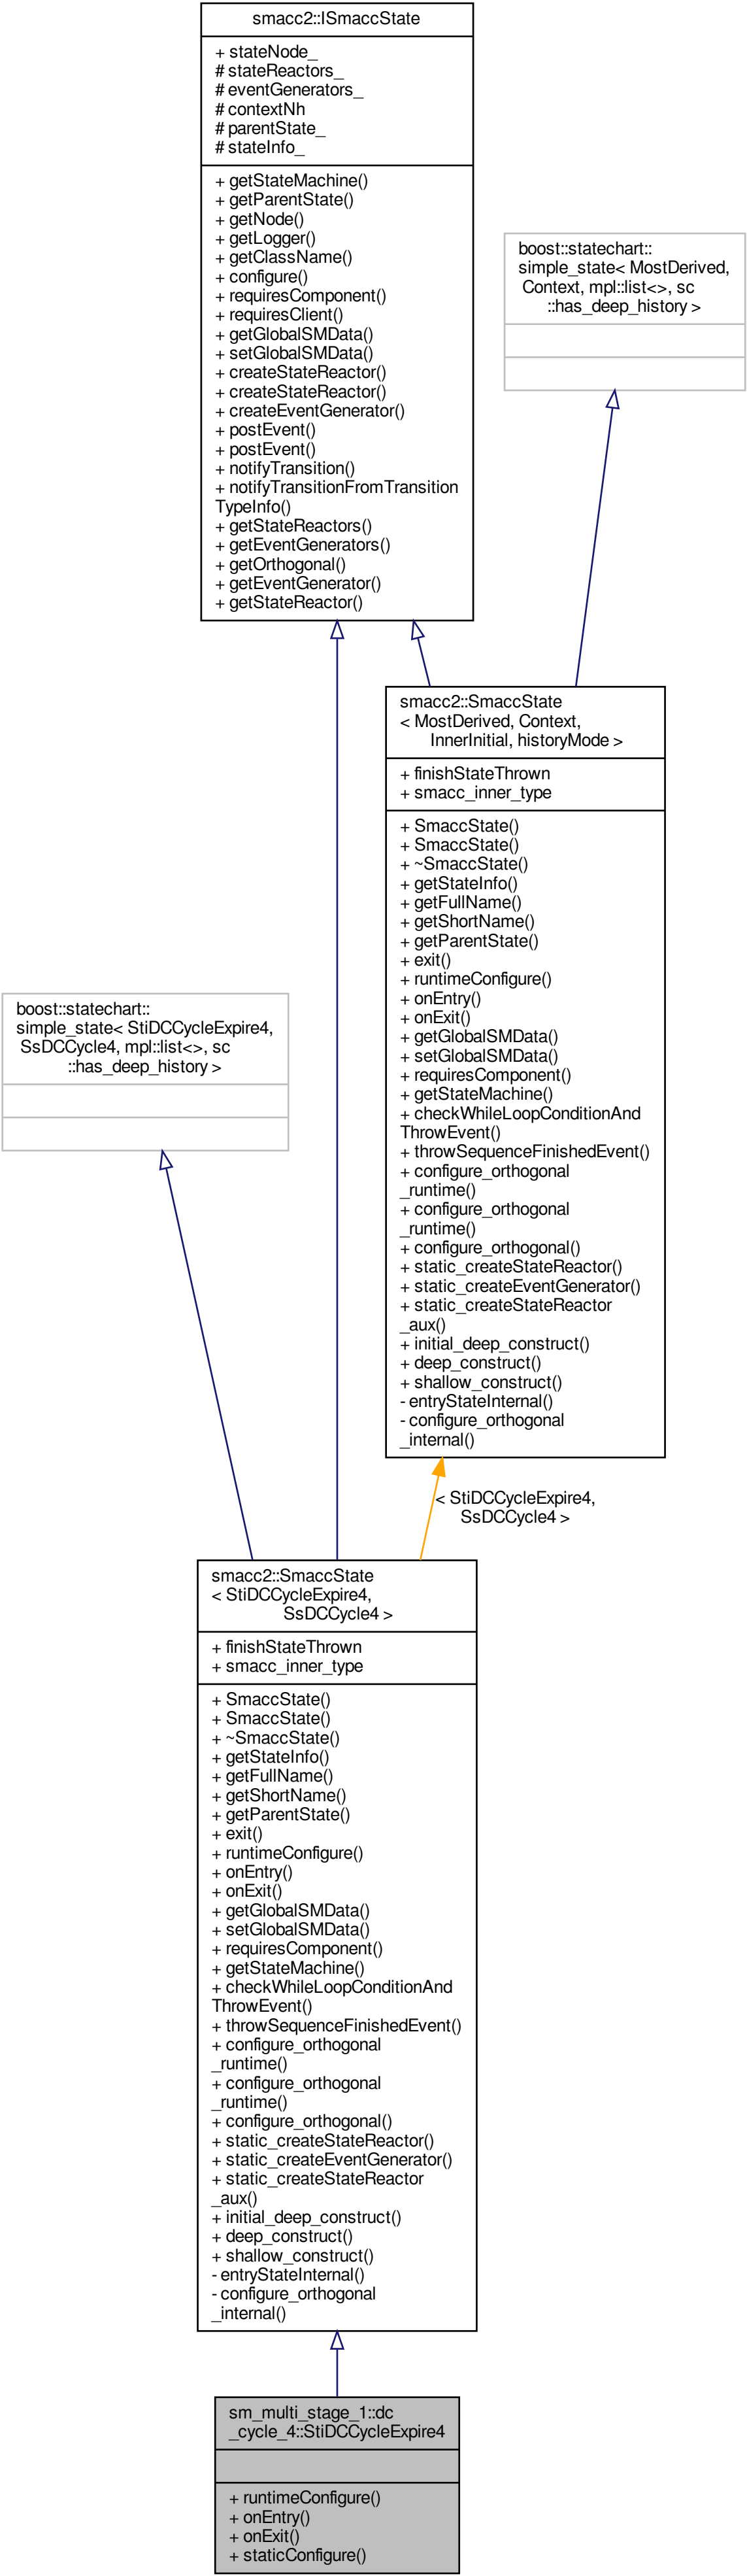 smacc2::ISmaccState
+ stateNode_
# stateReactors_
# eventGenerators_
# contextNh
# parentState_
# stateInfo_
+ getStateMachine()
+ getParentState()
+ getNode()
+ getLogger()
+ getClassName()
+ configure()
+ requiresComponent()
+ requiresClient()
+ getGlobalSMData()
+ setGlobalSMData()
+ createStateReactor()
+ createStateReactor()
+ createEventGenerator()
+ postEvent()
+ postEvent()
+ notifyTransition()
+ notifyTransitionFromTransition
TypeInfo()
+ getStateReactors()
+ getEventGenerators()
+ getOrthogonal()
+ getEventGenerator()
+ getStateReactor()
boost::statechart::
simple_state< MostDerived,
Context, mpl::list<>, sc
::has_deep_history >
smacc2::SmaccState
< MostDerived, Context,
InnerInitial, historyMode >
+ finishStateThrown
+ smacc_inner_type
+ SmaccState()
+ SmaccState()
+ ~SmaccState()
+ getStateInfo()
+ getFullName()
+ getShortName()
+ getParentState()
+ exit()
+ runtimeConfigure()
+ onEntry()
+ onExit()
+ getGlobalSMData()
+ setGlobalSMData()
+ requiresComponent()
+ getStateMachine()
+ checkWhileLoopConditionAnd
ThrowEvent()
+ throwSequenceFinishedEvent()
+ configure_orthogonal
_runtime()
+ configure_orthogonal
_runtime()
+ configure_orthogonal()
+ static_createStateReactor()
+ static_createEventGenerator()
+ static_createStateReactor
_aux()
+ initial_deep_construct()
+ deep_construct()
+ shallow_construct()
- entryStateInternal()
- configure_orthogonal
_internal()
boost::statechart::
simple_state< StiDCCycleExpire4,
SsDCCycle4, mpl::list<>, sc
::has_deep_history >
< StiDCCycleExpire4,
SsDCCycle4 >
smacc2::SmaccState
< StiDCCycleExpire4,
SsDCCycle4 >
+ finishStateThrown
+ smacc_inner_type
+ SmaccState()
+ SmaccState()
+ ~SmaccState()
+ getStateInfo()
+ getFullName()
+ getShortName()
+ getParentState()
+ exit()
+ runtimeConfigure()
+ onEntry()
+ onExit()
+ getGlobalSMData()
+ setGlobalSMData()
+ requiresComponent()
+ getStateMachine()
+ checkWhileLoopConditionAnd
ThrowEvent()
+ throwSequenceFinishedEvent()
+ configure_orthogonal
_runtime()
+ configure_orthogonal
_runtime()
+ configure_orthogonal()
+ static_createStateReactor()
+ static_createEventGenerator()
+ static_createStateReactor
_aux()
+ initial_deep_construct()
+ deep_construct()
+ shallow_construct()
- entryStateInternal()
- configure_orthogonal
_internal()
sm_multi_stage_1::dc
_cycle_4::StiDCCycleExpire4
+ runtimeConfigure()
+ onEntry()
+ onExit()
+ staticConfigure()